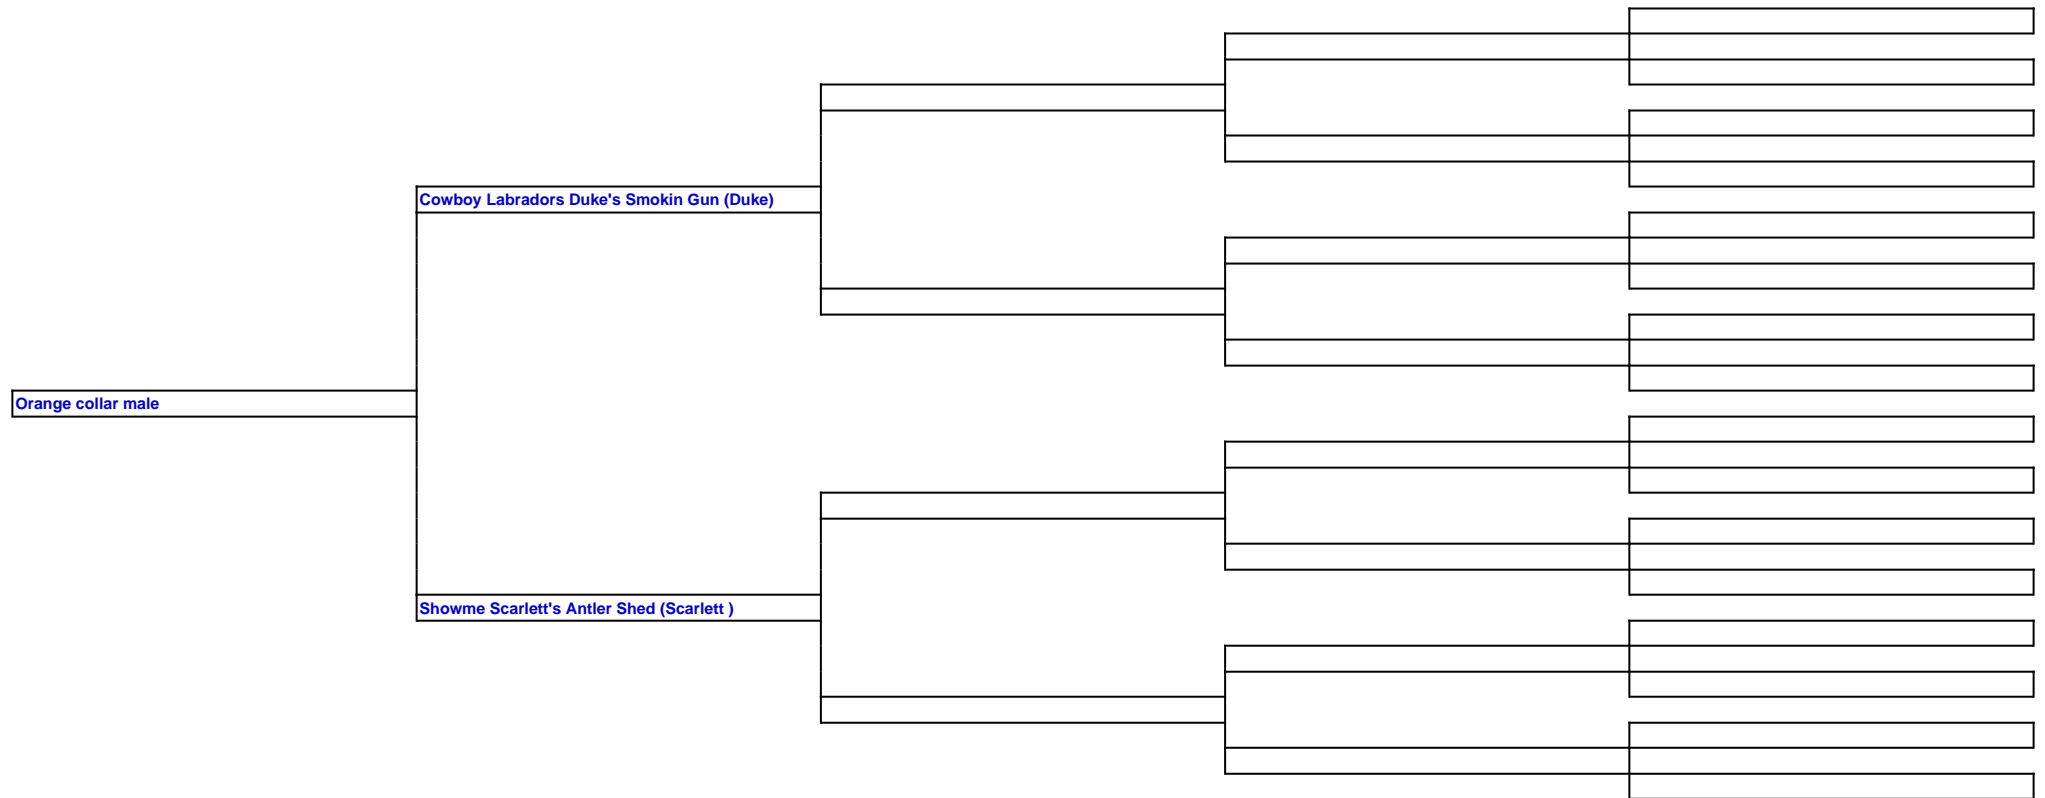 Cowboy Labradors Duke's Smokin Gun (Duke)
Orange collar male
Showme Scarlett's Antler Shed (Scarlett )